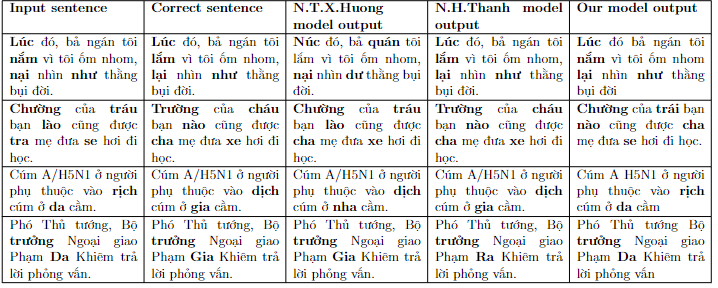 Input sentence
Correct sentence
N.T.X.Huong
model output
N.H.Thanh model
output
Our model output
Lúc đó, bả ngán tôi
nắm vì tôi ốm nhom,
nại nhìn như thằng
bụi đời.
Lúc đó, bả ngán tôi
lắm vì tôi ốm nhom,
lại nhìn như thằng
bụi đời.
Núc đó, bả quán tôi
lắm vì tôi ốm nhom,
nại nhìn dư thằng bụi
đời.
Lúc đó, bả ngán tôi
lắm vì tôi ốm nhom,
lại nhìn như thằng
bụi đời.
Lúc đó bả ngán tôi
nắm vì tôi ốm nhom,
lại nhìn như thằng
bụi đời
Chường của tráu
bạn lào cũng được
tra mẹ đưa se hơi đi
học.
Trường của cháu
bạn nào cũng được
cha mẹ đưa xe hơi đi
học.
Chường của tráu
bạn lào cũng được
cha mẹ đưa xe hơi đi
học.
Trường của cháu
bạn nào cũng được
cha mẹ đưa xe hơi đi
học.
Chường của trái bạn
nào cũng được cha
mẹ đưa se hơi đi học.
Cúm A/H5N1 ở người
phụ thuộc vào rịch
cúm ở da cầm.
Cúm A/H5N1 ở người
phụ thuộc vào dịch
cúm ở gia cầm.
Cúm A/H5N1 ở người
phụ thuộc vào dịch
cúm ở nha cầm.
Cúm A/H5N1 ở người
phụ thuộc vào dịch
cúm ở gia cầm.
Cúm A H5N1 ở người
phụ thuộc vào rịch
cúm ở da cầm
Phó Thủ tướng, Bộ
trưởng Ngoại giao
Phạm Da Khiêm trả
lời phỏng vấn.
Phó Thủ tướng, Bộ
trưởng Ngoại giao
Phạm Gia Khiêm trả
lời phỏng vấn.
Phó Thủ tướng, Bộ
trưởng Ngoại giao
Phạm Gia Khiêm trả
lời phỏng vấn.
Phó Thủ tướng, Bộ
trưởng Ngoại giao
Phạm Ra Khiêm trả
lời phỏng vấn.
Phó Thủ tướng, Bộ
trưởng Ngoại giao
Phạm Da Khiêm trả
lời phỏng vấn